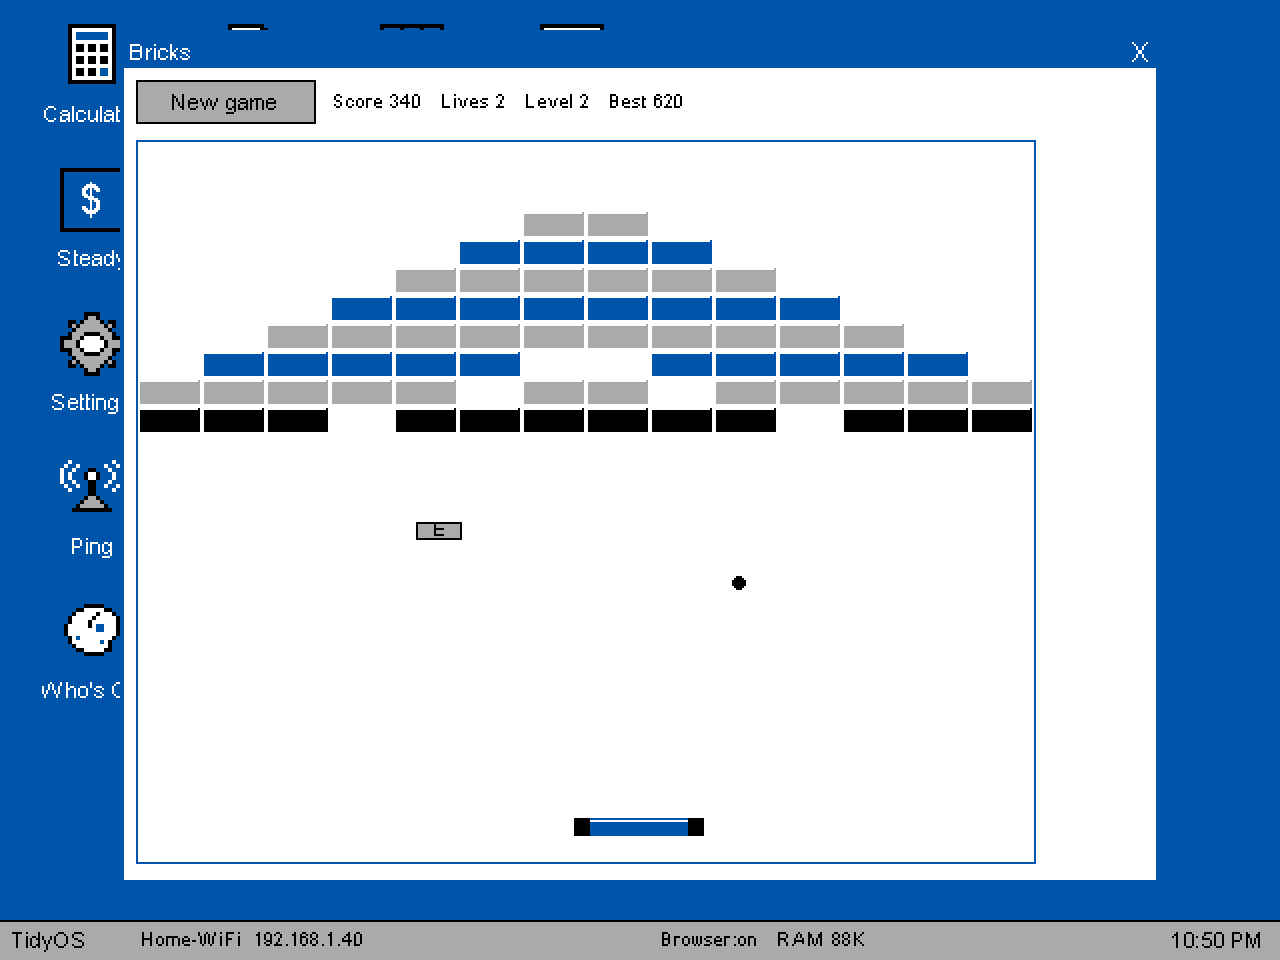 Bricks X
New game Score 340 Lives 2 Level 2 Best 620
Calculat
$
Steady
Setting
E
Ping
Who's
TidyOS Home-WiFi 192.168.1.40 Browser:on RAM 88K 10:50 PM